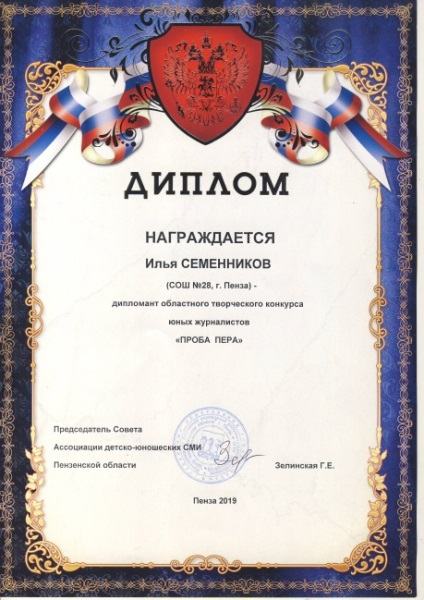 ДИПЛОМ
НАГРАЖДАЕТСЯ
Илья СЕМЕННИКОВ
(СОШ №28, г. Пенза) -
дипломант областного творческого конкурса
юных журналистов
«ПРОБА ПЕРА»
Председатель Совета
Ассоциации детско-юношеских СМИ
Пензенской области
Зелинская Г.Е.
Пенза 2019